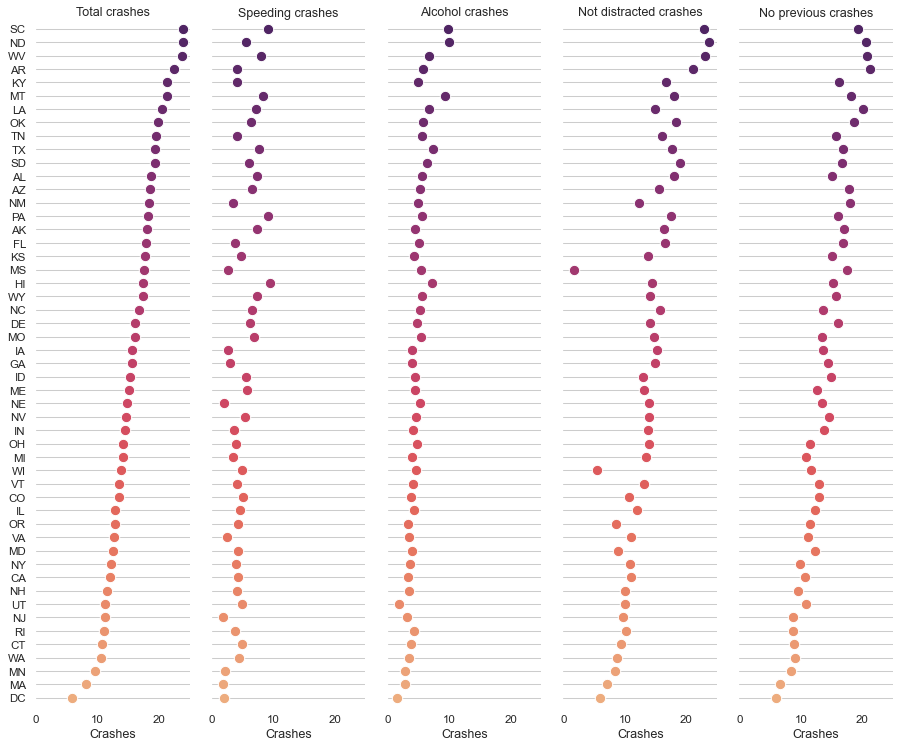 Total crashes Speeding crashes Alcohol crashes Not distracted crashes No previous crashes
SC
ND
WV
AR
KY
MT
LA
OK
TN
TX
SD
AL
AZ
NM
PA
AK
FL
KS
MS
HI
WY
NC
DE
MO
IA
GA
ID
ME
NE
NV
IN
OH
MI
WI
VT
CO
IL
OR
VA
MD
NY
CA
NH
UT
NJ
RI
CT
WA
MN
MA
DC
0 10 20 0 10 20 0 10 20 0 10 20 0 10 20
Crashes Crashes Crashes Crashes Crashes